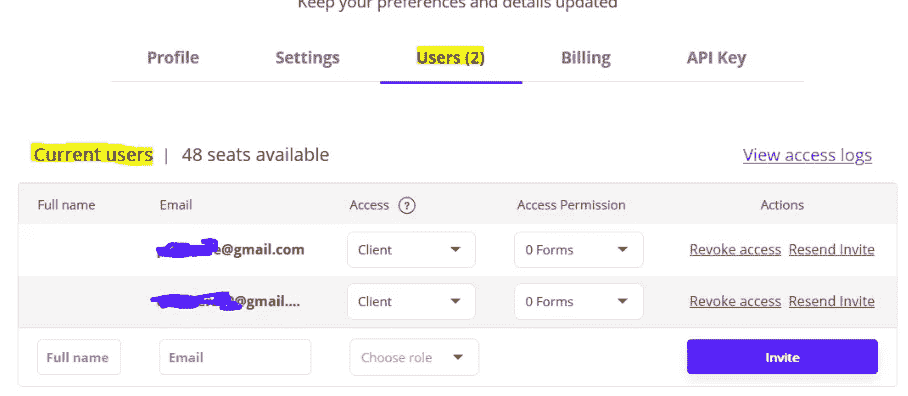 Keep your preferences and details updated
Profile Settings Users (2) Billing API Key
Current users | 48 seats available View access logs
Full name Email Access ? Access Permission Actions
e@gmail.com Client 0 Forms Revoke access Resend Invite
@gmail.... Client 0 Forms Revoke access Resend Invite
Full name Email Choose role Invite